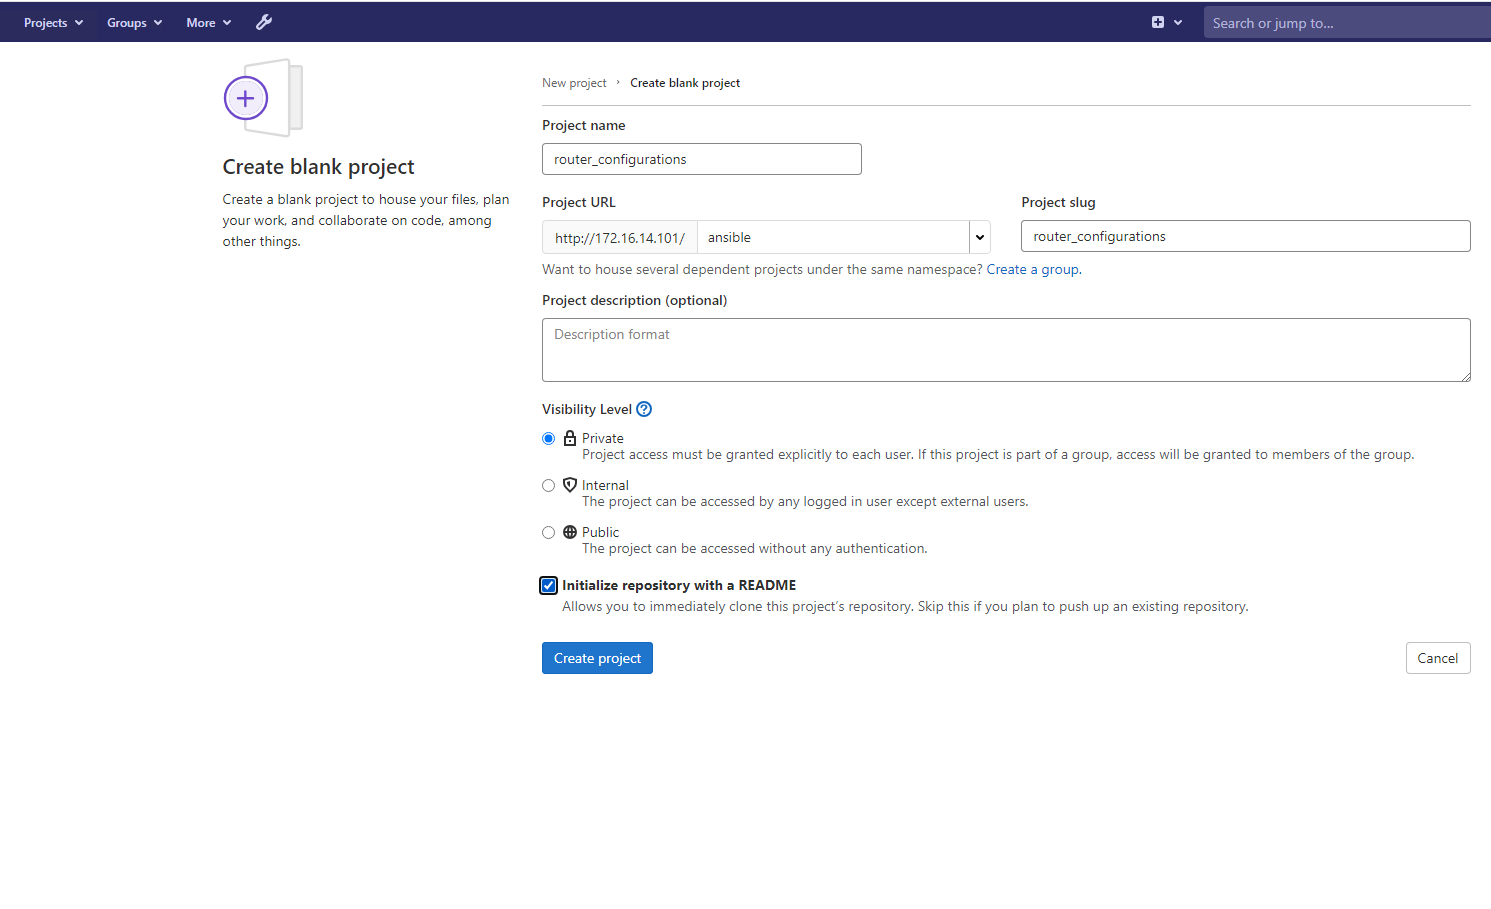 Projects Groups More Search or jump to...
New project › Create blank project
Create blank project
Create a blank project to house your files, plan
your work, and collaborate on code, among
other things.
Project name
router_configurations
Project URL Project slug
http://172.16.14.101/ ansible router_configurations
Want to house several dependent projects under the same namespace? Create a group.
Project description (optional)
Description format
Visibility Level ?
Private
Project access must be granted explicitly to each user. If this project is part of a group, access will be granted to members of the group.
Internal
The project can be accessed by any logged in user except external users.
Public
The project can be accessed without any authentication.
Initialize repository with a README
Allows you to immediately clone this project's repository. Skip this if you plan to push up an existing repository.
Create project Cancel